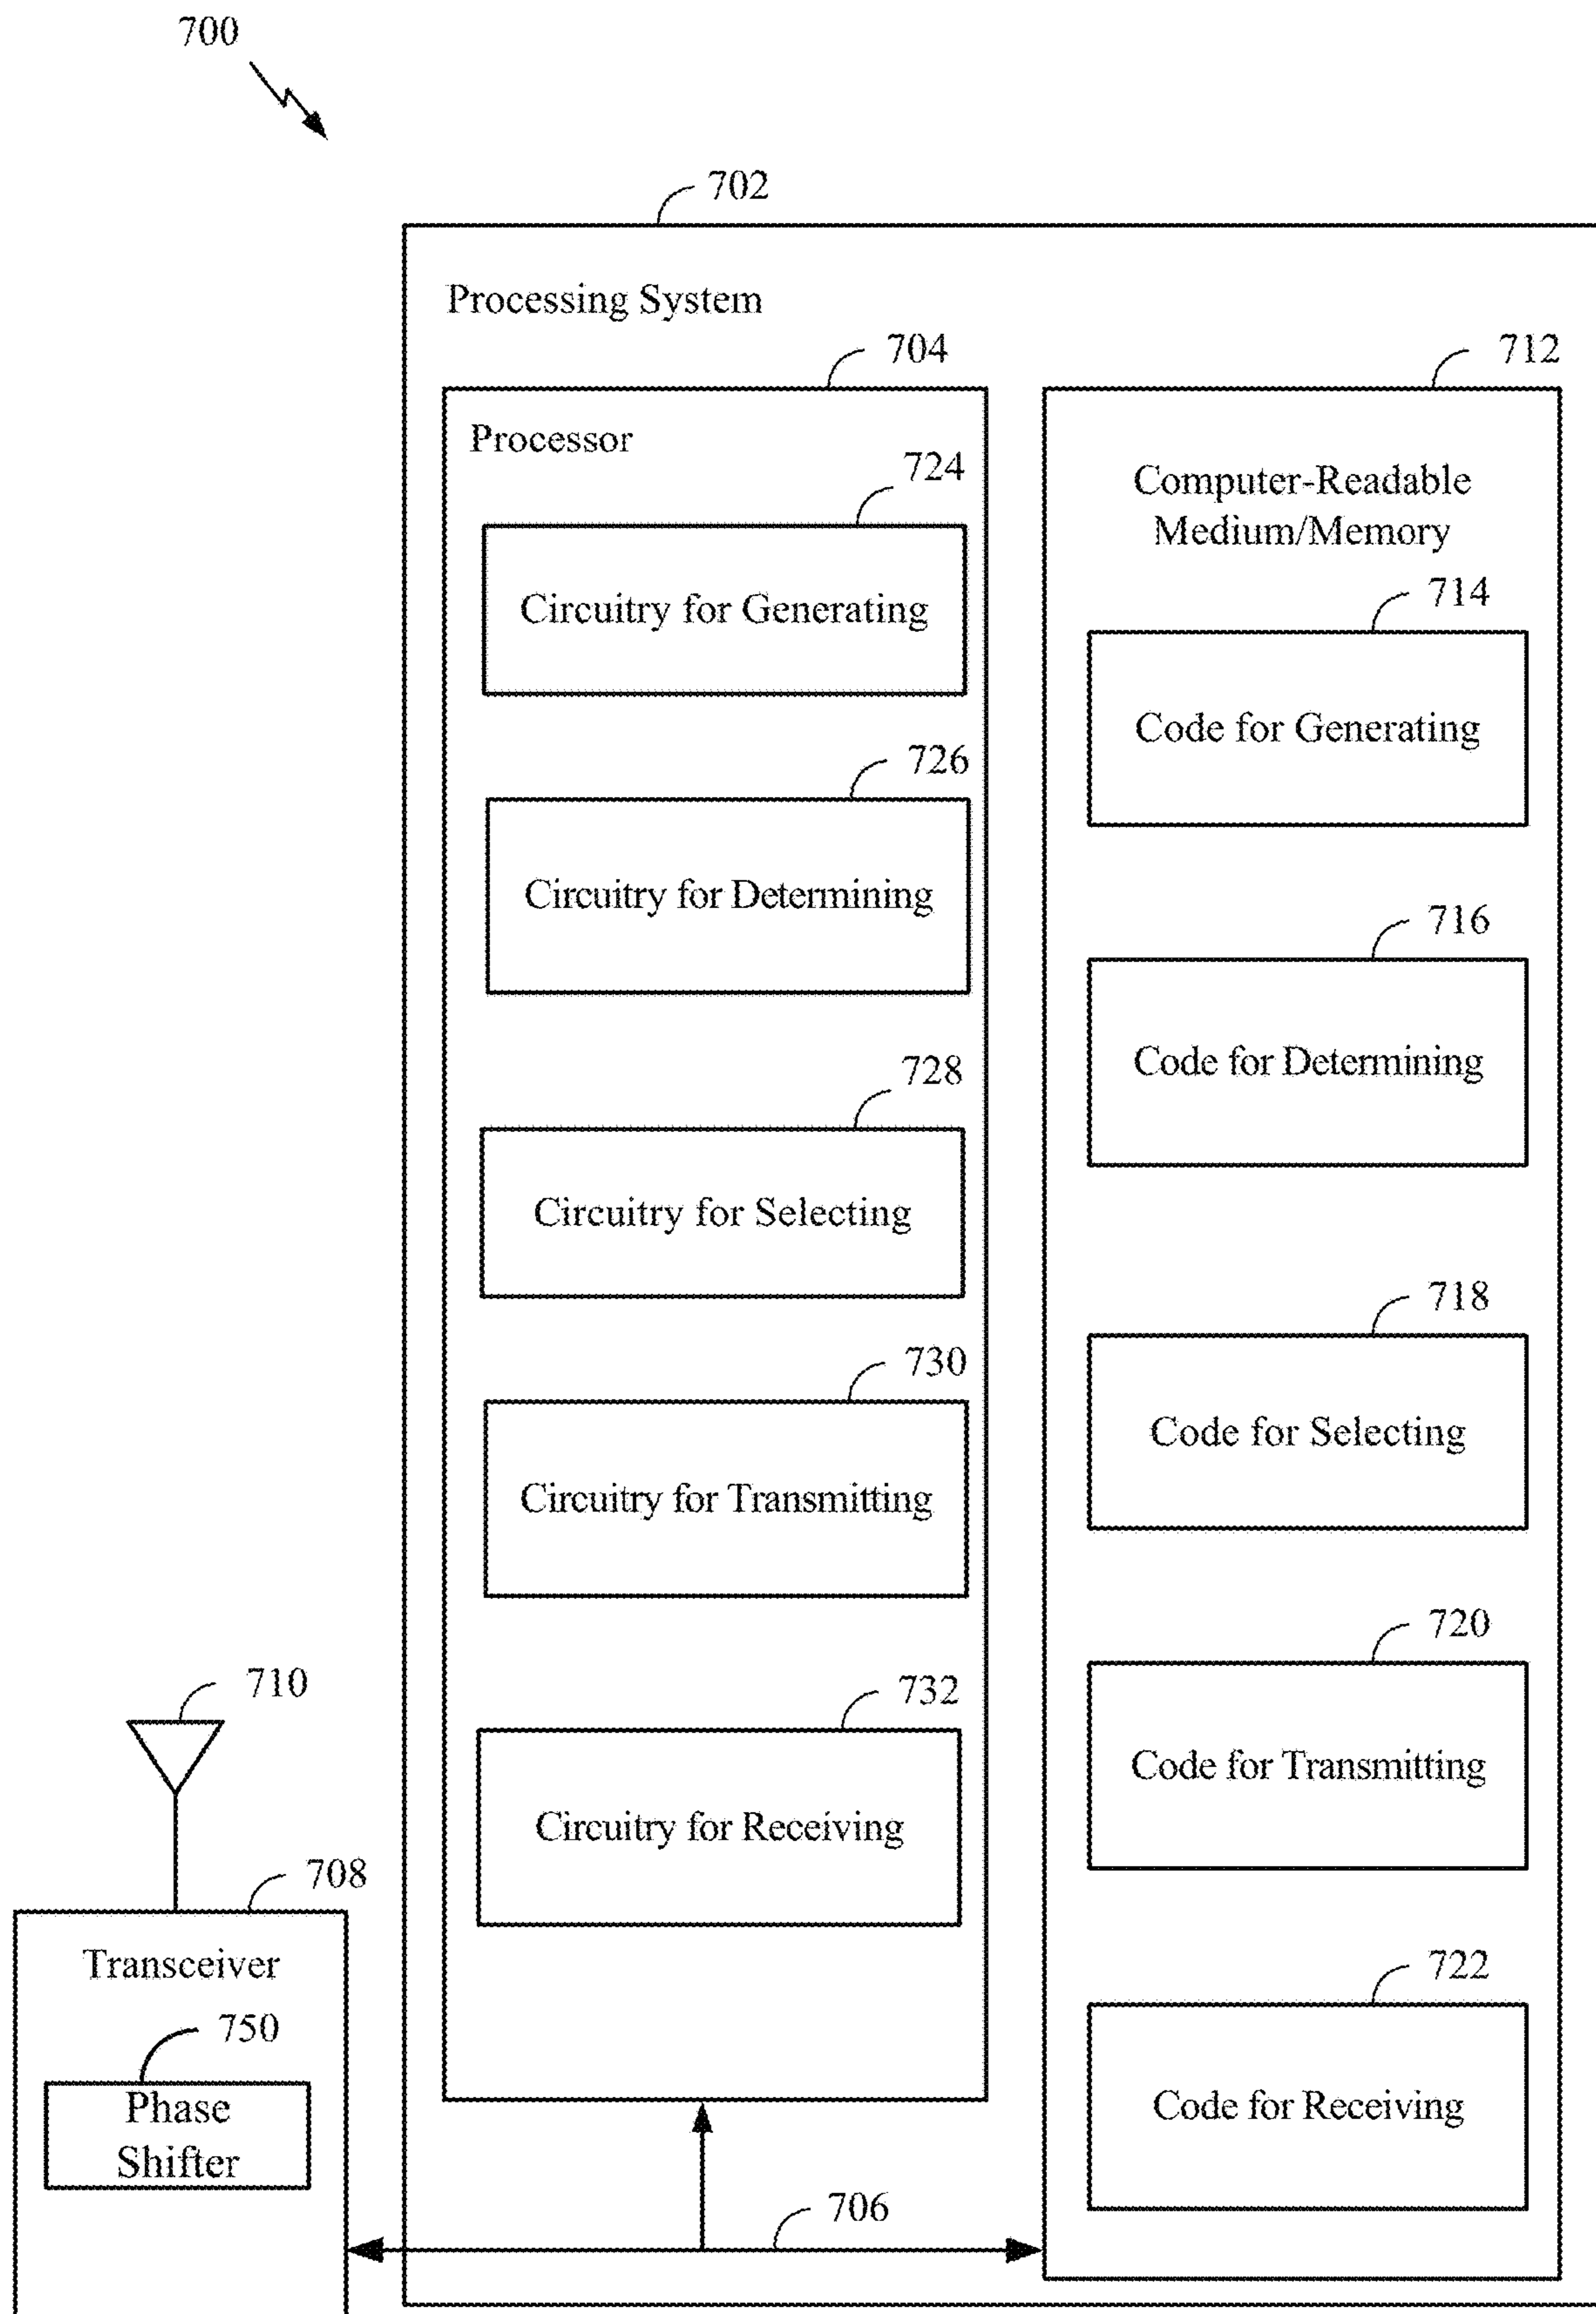 700
702
Processing System
704
Processor
724
Circuitry for Generating
726
Circuitry for Determining
728
Circuitry for Selecting
730
Circuitry for Transmitting
732
Circuitry for Receiving
712
Computer-Readable
Medium/Memory
714
Code for Generating
716
Code for Determining
718
Code for Selecting
720
Code for Transmitting
722
Code for Receiving
710
708
Transceiver
750
Phase
Shifter
706